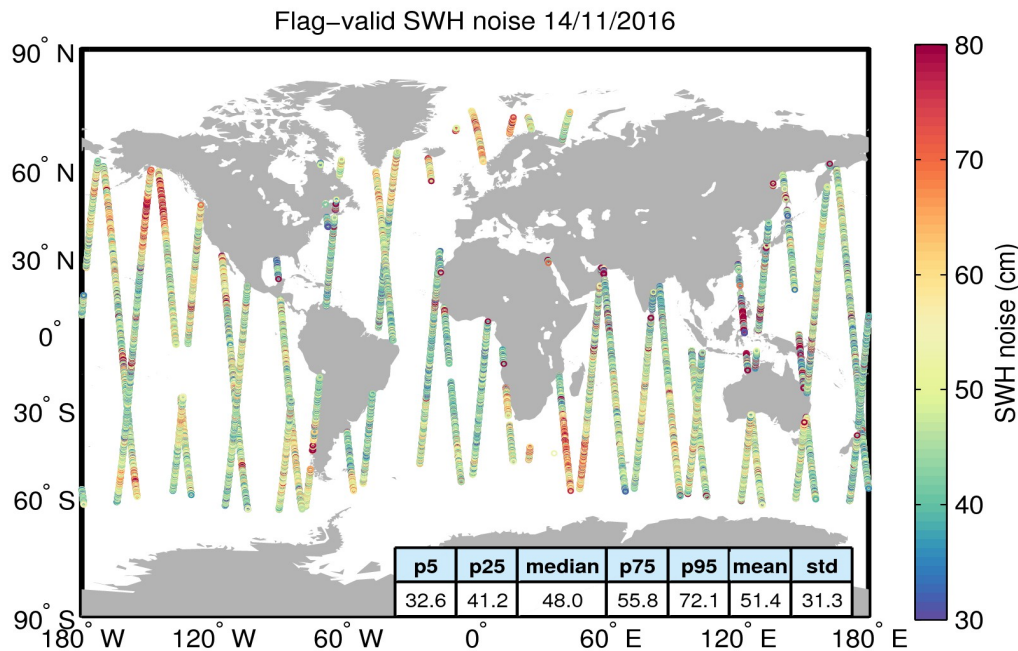 Flag−valid SWH noise 14/11/2016
90° N
60° N
30° N
0°
30° S
60° S
90° S
180° W 120° W 60° W 0° 60° E 120° E 180° E
p5 p25 median p75 p95 mean std
32.6 41.2 48.0 55.8 72.1 51.4 31.3
80
70
60
50
40
30
SWH noise (cm)